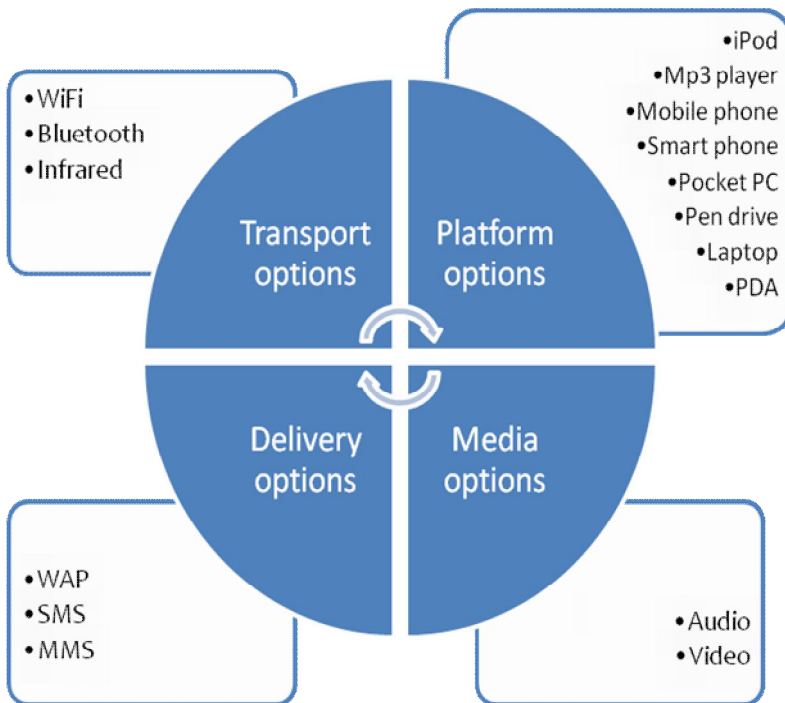 •WiFi
•Bluetooth
•Infrared
•iPod
•Mp3 player
•Mobile phone
•Smart phone
•Pocket PC
•Pen drive
•Laptop
•PDA
Transport
options
Platform
options
Delivery
options
Media
options
•WAP
•SMS
•MMS
•Audio
•Video